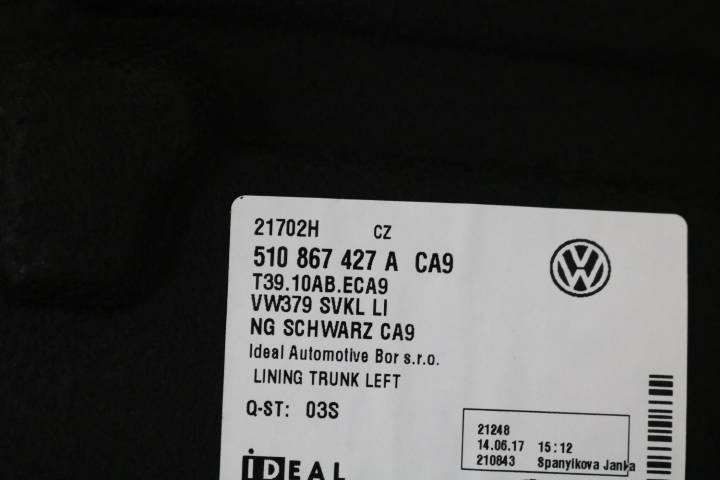 21702H CZ
510 867 427 A CA9
T39.10AB.ECA9
VW379 SVKL LI
NG SCHWARZ CA9
Ideal Automotive Bor s.r.o.
LINING TRUNK LEFT
Q-ST: 03S
21248
14.06.17 15:12
210843 Spanylkova Janka
iDEAL